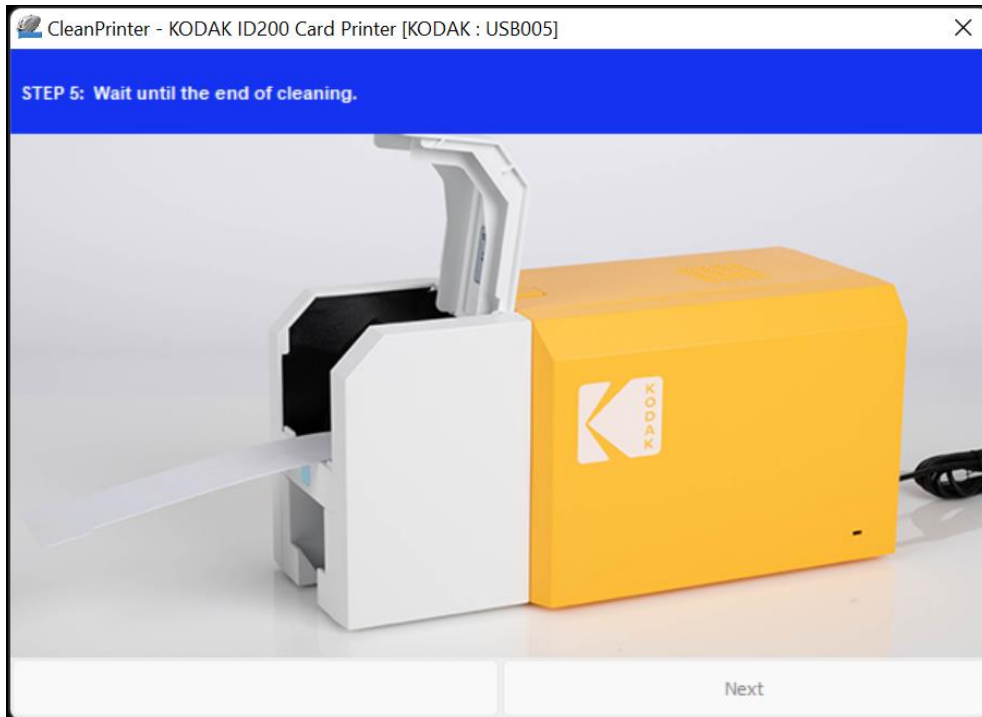 CleanPrinter - KODAK ID200 Card Printer [KODAK : USB005]
STEP 5:  Wait until the end of cleaning.
KODAK
Next